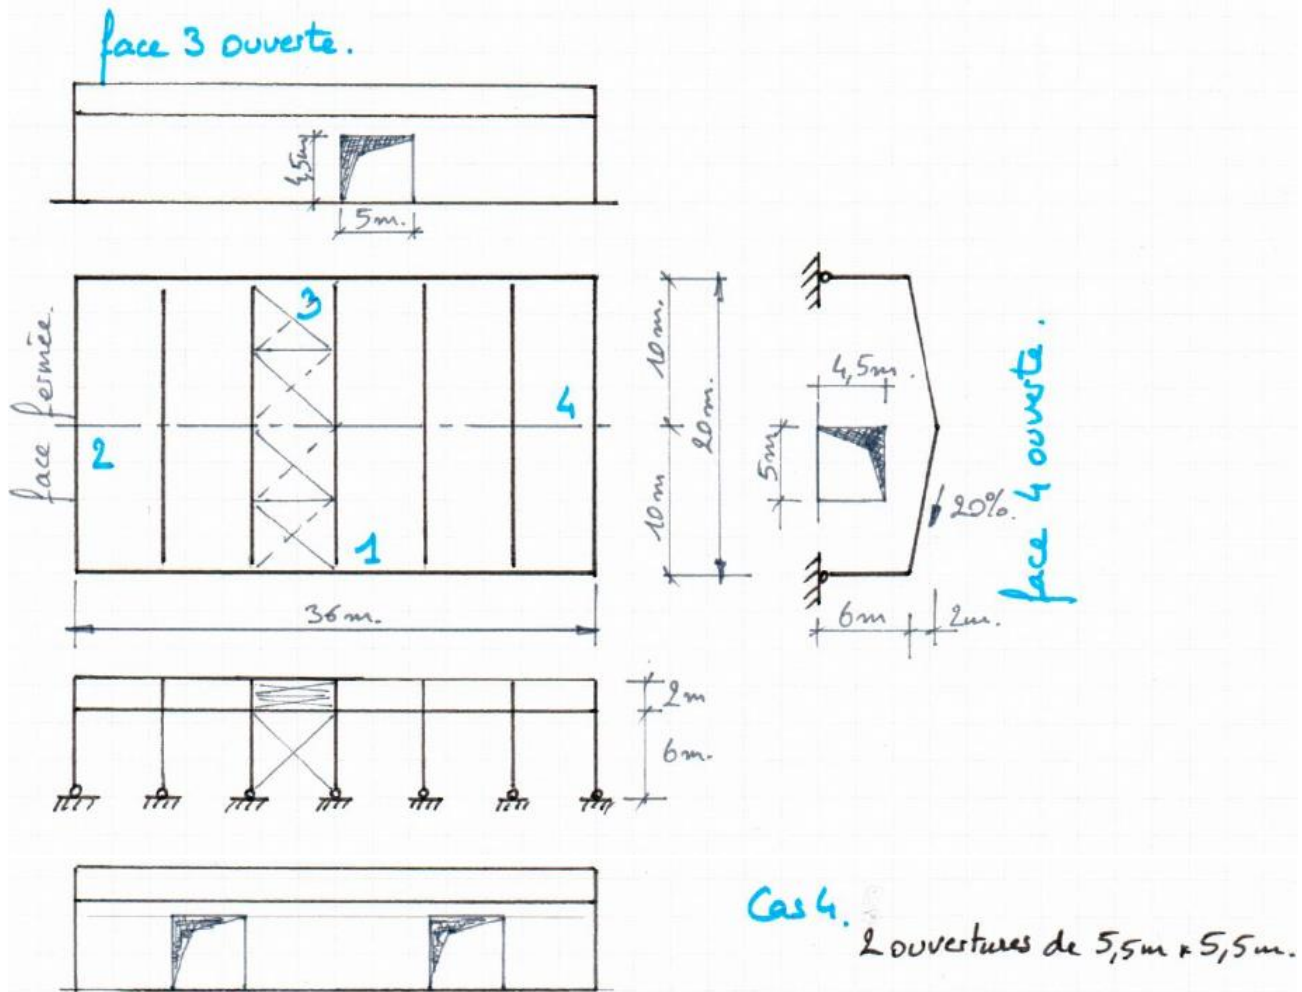 face 3 ouverte.
4,5m
5m.
face fermée.
3
2
4
1
36m.
10m.
10m
20m.
4,5m.
5m
20%.
6m
2m.
face 4 ouverte.
2m
6m.
Cas 4.
2 ouvertures de 5,5m x 5,5m.